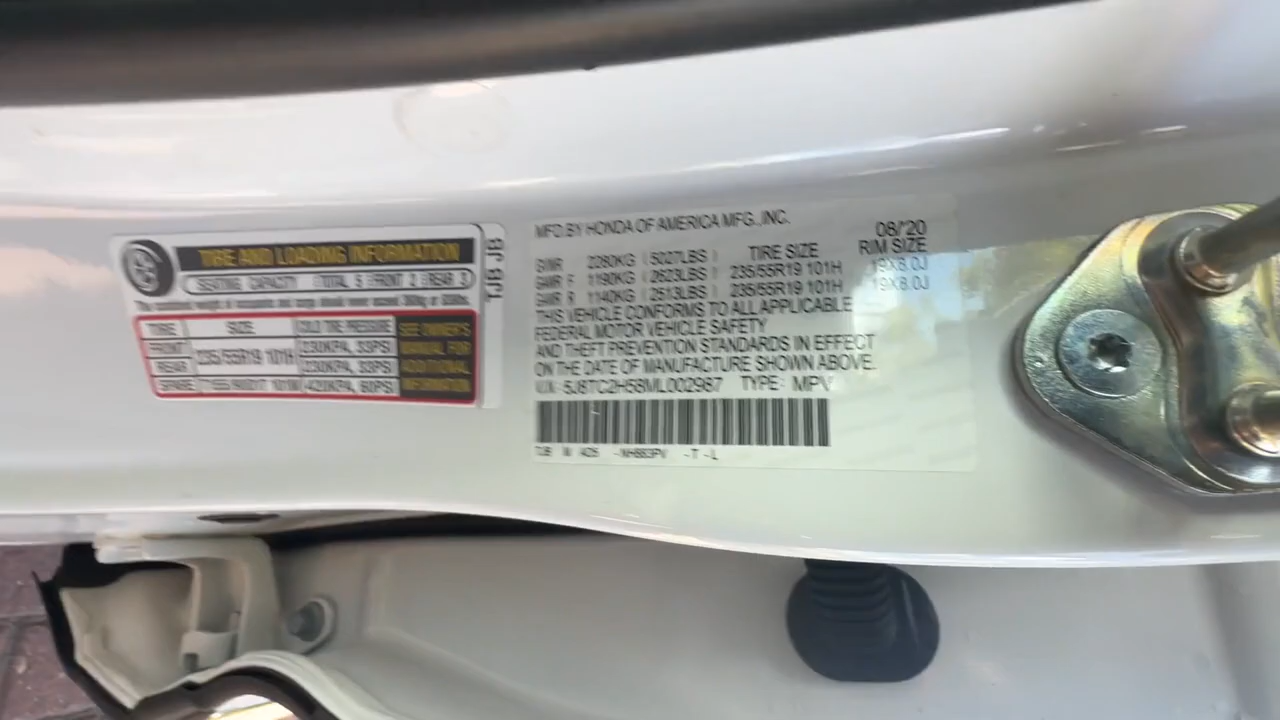 TIRE AND LOADING INFORMATION
SEATING CAPACITY TOTAL 5 FRONT 2 REAR 3
TIRE SIZE COLD TIRE PRESSURE SEE OWNER'S MANUAL FOR ADDITIONAL INFORMATION
FRONT 235/55R19 101H 230KPA, 33PSI
REAR 230KPA, 33PSI
SPARE 420KPA, 60PSI
TJB JB
MFD. BY HONDA OF AMERICA MFG., INC. 08/'20
GVWR 2280KG (5027LBS) TIRE SIZE RIM SIZE
GAWR F 1190KG (2623LBS) 235/55R19 101H 19X8.0J
GAWR R 1140KG (2513LBS) 235/55R19 101H 19X8.0J
THIS VEHICLE CONFORMS TO ALL APPLICABLE
FEDERAL MOTOR VEHICLE SAFETY
AND THEFT PREVENTION STANDARDS IN EFFECT
ON THE DATE OF MANUFACTURE SHOWN ABOVE.
5J8TC2H58ML002987 TYPE: MPV
TJB -NH883PV -T -L